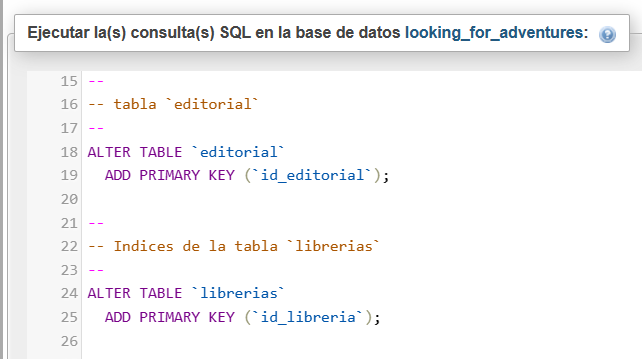 Ejecutar la(s) consulta(s) SQL en la base de datos looking_for_adventures:
15 --
16 -- tabla `editorial`
17 --
18 ALTER TABLE `editorial`
19 ADD PRIMARY KEY (`id_editorial`);
20
21 --
22 -- Indices de la tabla `librerias`
23 --
24 ALTER TABLE `librerias`
25 ADD PRIMARY KEY (`id_libreria`);
26